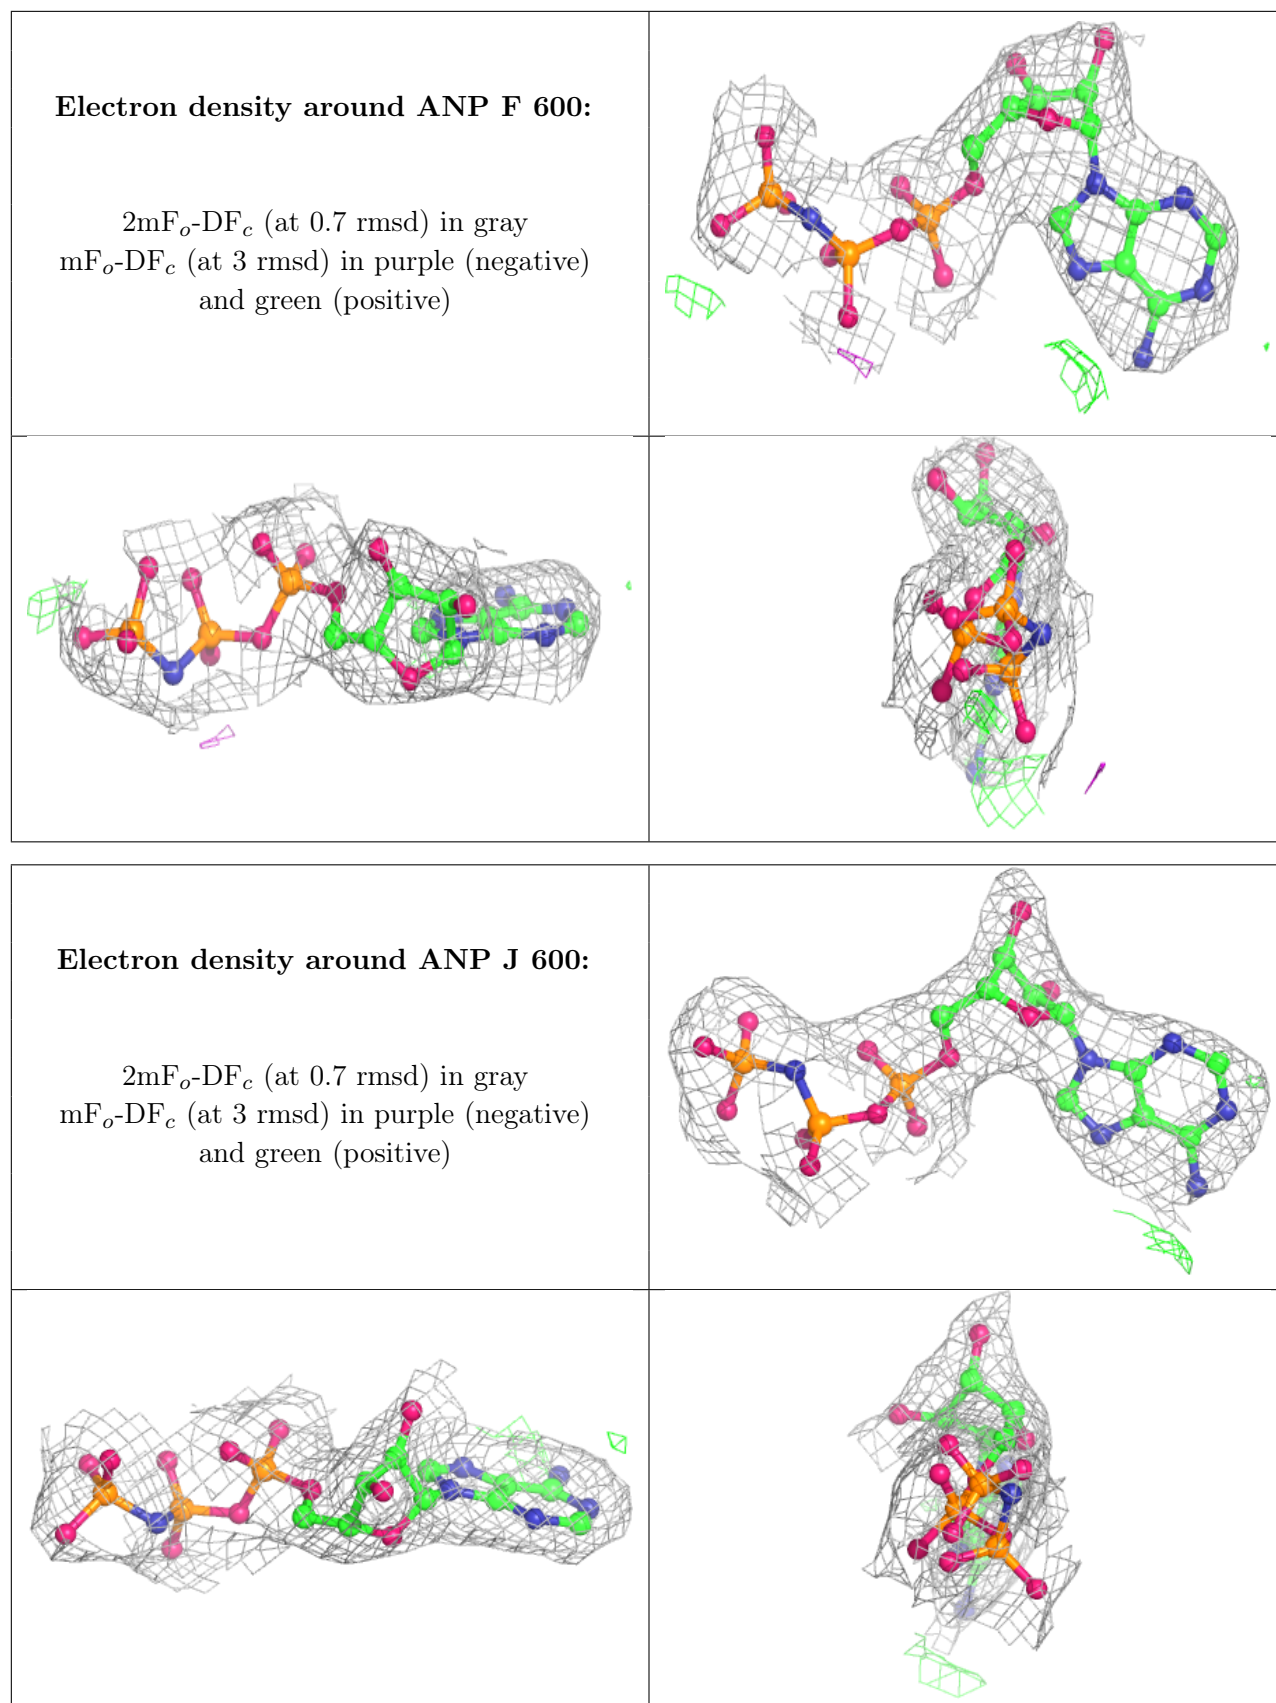 Electron density around ANP F 600:
2mFₒ-DF𝒸 (at 0.7 rmsd) in gray
mFₒ-DF𝒸 (at 3 rmsd) in purple (negative)
and green (positive)
Electron density around ANP J 600:
2mFₒ-DF𝒸 (at 0.7 rmsd) in gray
mFₒ-DF𝒸 (at 3 rmsd) in purple (negative)
and green (positive)